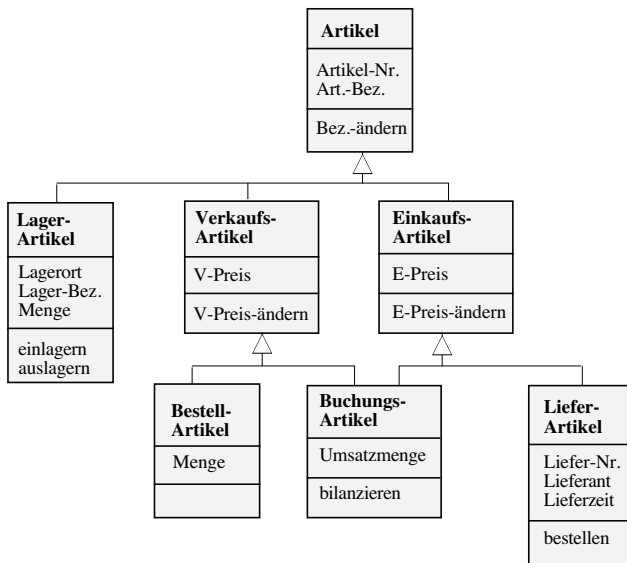 Artikel
Artikel-Nr.
Art.-Bez.
Bez.-ändern
Lager-
Artikel
Lagerort
Lager-Bez.
Menge
einlagern
auslagern
Verkaufs-
Artikel
V-Preis
V-Preis-ändern
Einkaufs-
Artikel
E-Preis
E-Preis-ändern
Bestell-
Artikel
Menge
Buchungs-
Artikel
Umsatzmenge
bilanzieren
Liefer-
Artikel
Liefer-Nr.
Lieferant
Lieferzeit
bestellen